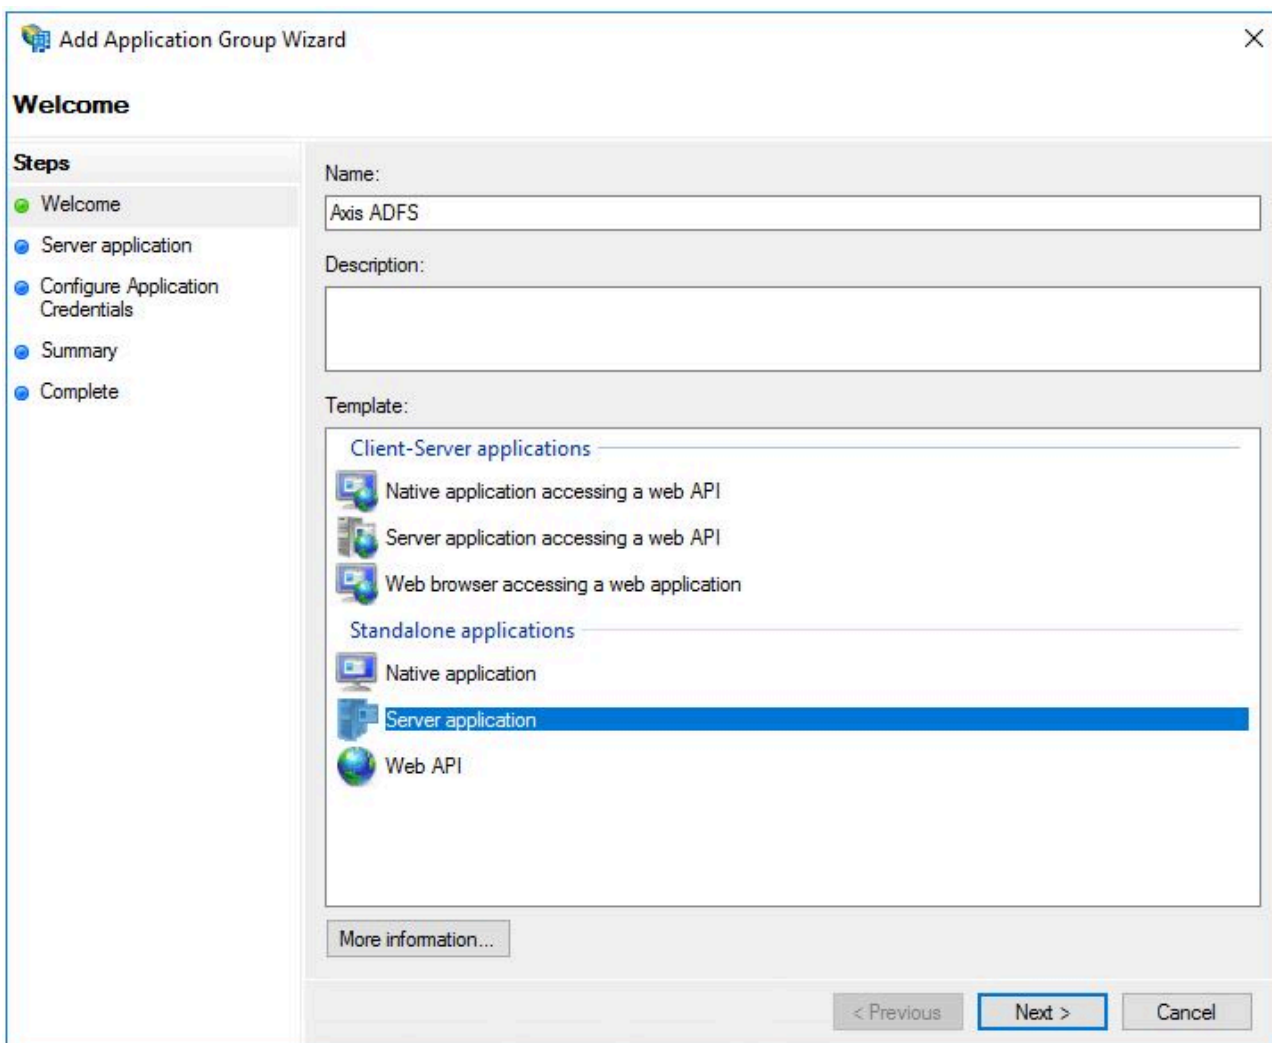 Add Application Group Wizard
Welcome
Steps
Welcome
Server application
Configure Application
Credentials
Summary
Complete
Name:
Axis ADFS
Description:
Template:
Client-Server applications
Native application accessing a web API
Server application accessing a web API
Web browser accessing a web application
Standalone applications
Native application
Server application
Web API
More information...
< Previous
Next >
Cancel